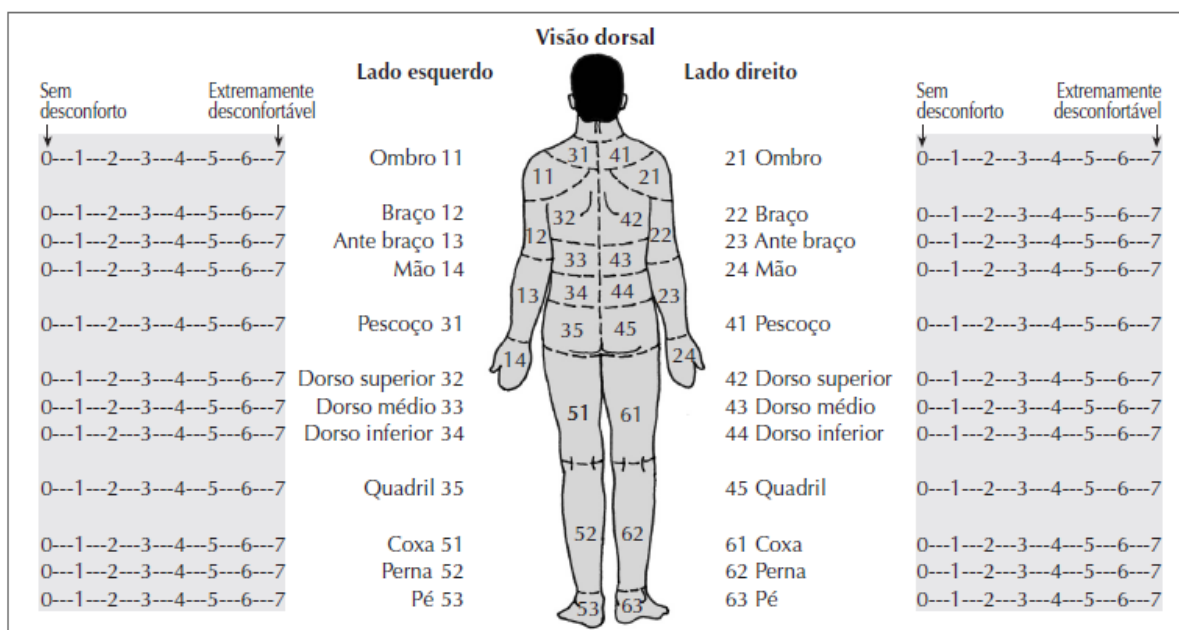 Visão dorsal
Lado esquerdo Lado direito
Sem desconforto Extremamente desconfortável Sem desconforto Extremamente desconfortável
0---1---2---3---4---5---6---7 Ombro 11 31 41 21 Ombro 0---1---2---3---4---5---6---7
11 21
0---1---2---3---4---5---6---7 Braço 12 32 42 22 Braço 0---1---2---3---4---5---6---7
0---1---2---3---4---5---6---7 Ante braço 13 12 22 23 Ante braço 0---1---2---3---4---5---6---7
0---1---2---3---4---5---6---7 Mão 14 33 43 24 Mão 0---1---2---3---4---5---6---7
13 34 44 23
0---1---2---3---4---5---6---7 Pescoço 31 35 45 41 Pescoço 0---1---2---3---4---5---6---7
14 24
0---1---2---3---4---5---6---7 Dorso superior 32 42 Dorso superior 0---1---2---3---4---5---6---7
0---1---2---3---4---5---6---7 Dorso médio 33 51 61 43 Dorso médio 0---1---2---3---4---5---6---7
0---1---2---3---4---5---6---7 Dorso inferior 34 44 Dorso inferior 0---1---2---3---4---5---6---7
0---1---2---3---4---5---6---7 Quadril 35 45 Quadril 0---1---2---3---4---5---6---7
52 62
0---1---2---3---4---5---6---7 Coxa 51 61 Coxa 0---1---2---3---4---5---6---7
0---1---2---3---4---5---6---7 Perna 52 62 Perna 0---1---2---3---4---5---6---7
0---1---2---3---4---5---6---7 Pé 53 53 63 63 Pé 0---1---2---3---4---5---6---7